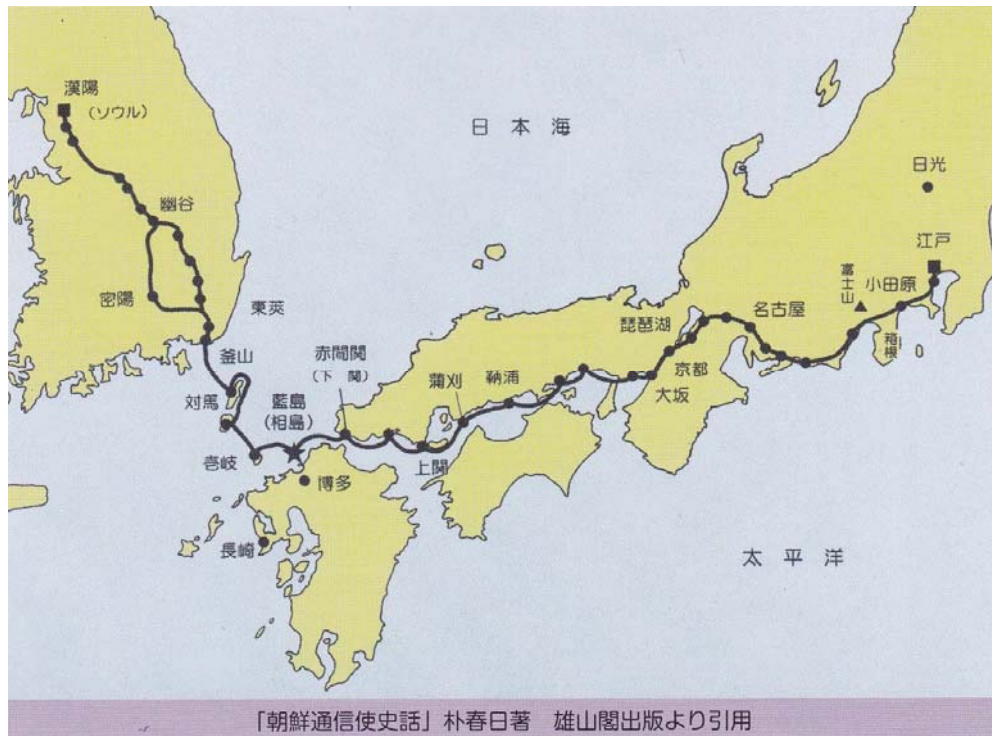 漢陽
（ソウル）
日本海
日光
幽谷
江戸
富士山
小田原
密陽
東莱
名古屋
琵琶湖
箱根
釜山
赤間関
（下　関）
蒲刈
鞆浦
京都
対馬
藍島
（相島）
大坂
壱岐
上関
博多
長崎
太平洋
「朝鮮通信使史話」朴春日著　雄山閣出版より引用